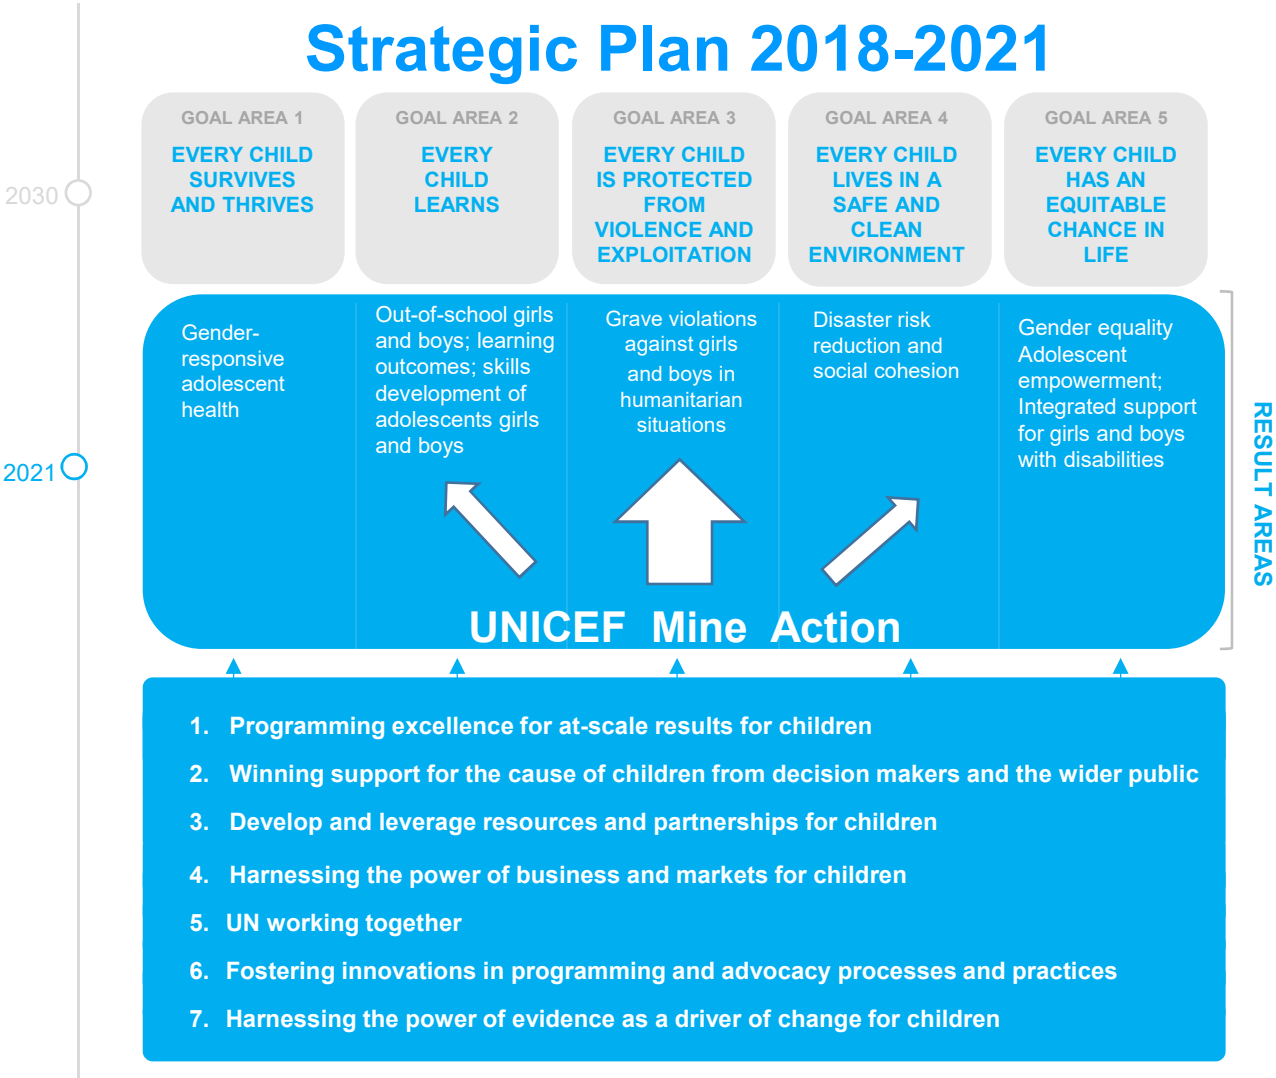 Strategic Plan 2018-2021
GOAL AREA 1
EVERY CHILD
SURVIVES
AND THRIVES
GOAL AREA 2
EVERY
CHILD
LEARNS
GOAL AREA 3
EVERY CHILD
IS PROTECTED
FROM
VIOLENCE AND
EXPLOITATION
GOAL AREA 4
EVERY CHILD
LIVES IN A
SAFE AND
CLEAN
ENVIRONMENT
GOAL AREA 5
EVERY CHILD
HAS AN
EQUITABLE
CHANCE IN
LIFE
2030
Gender-
responsive
adolescent
health
Out-of-school girls
and boys; learning
outcomes; skills
development of
adolescents girls
and boys
Grave violations
against girls
and boys in
humanitarian
situations
Disaster risk
reduction and
social cohesion
Gender equality
Adolescent
empowerment;
Integrated support
for girls and boys
with disabilities
RESULT AREAS
2021
UNICEF Mine Action
1. Programming excellence for at-scale results for children
2. Winning support for the cause of children from decision makers and the wider public
3. Develop and leverage resources and partnerships for children
4. Harnessing the power of business and markets for children
5. UN working together
6. Fostering innovations in programming and advocacy processes and practices
7. Harnessing the power of evidence as a driver of change for children